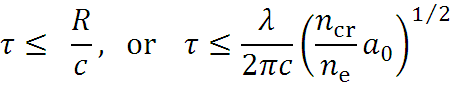 τ ≤ R/c, or τ ≤ λ/2πc (n_cr/n_e a_0)^1/2